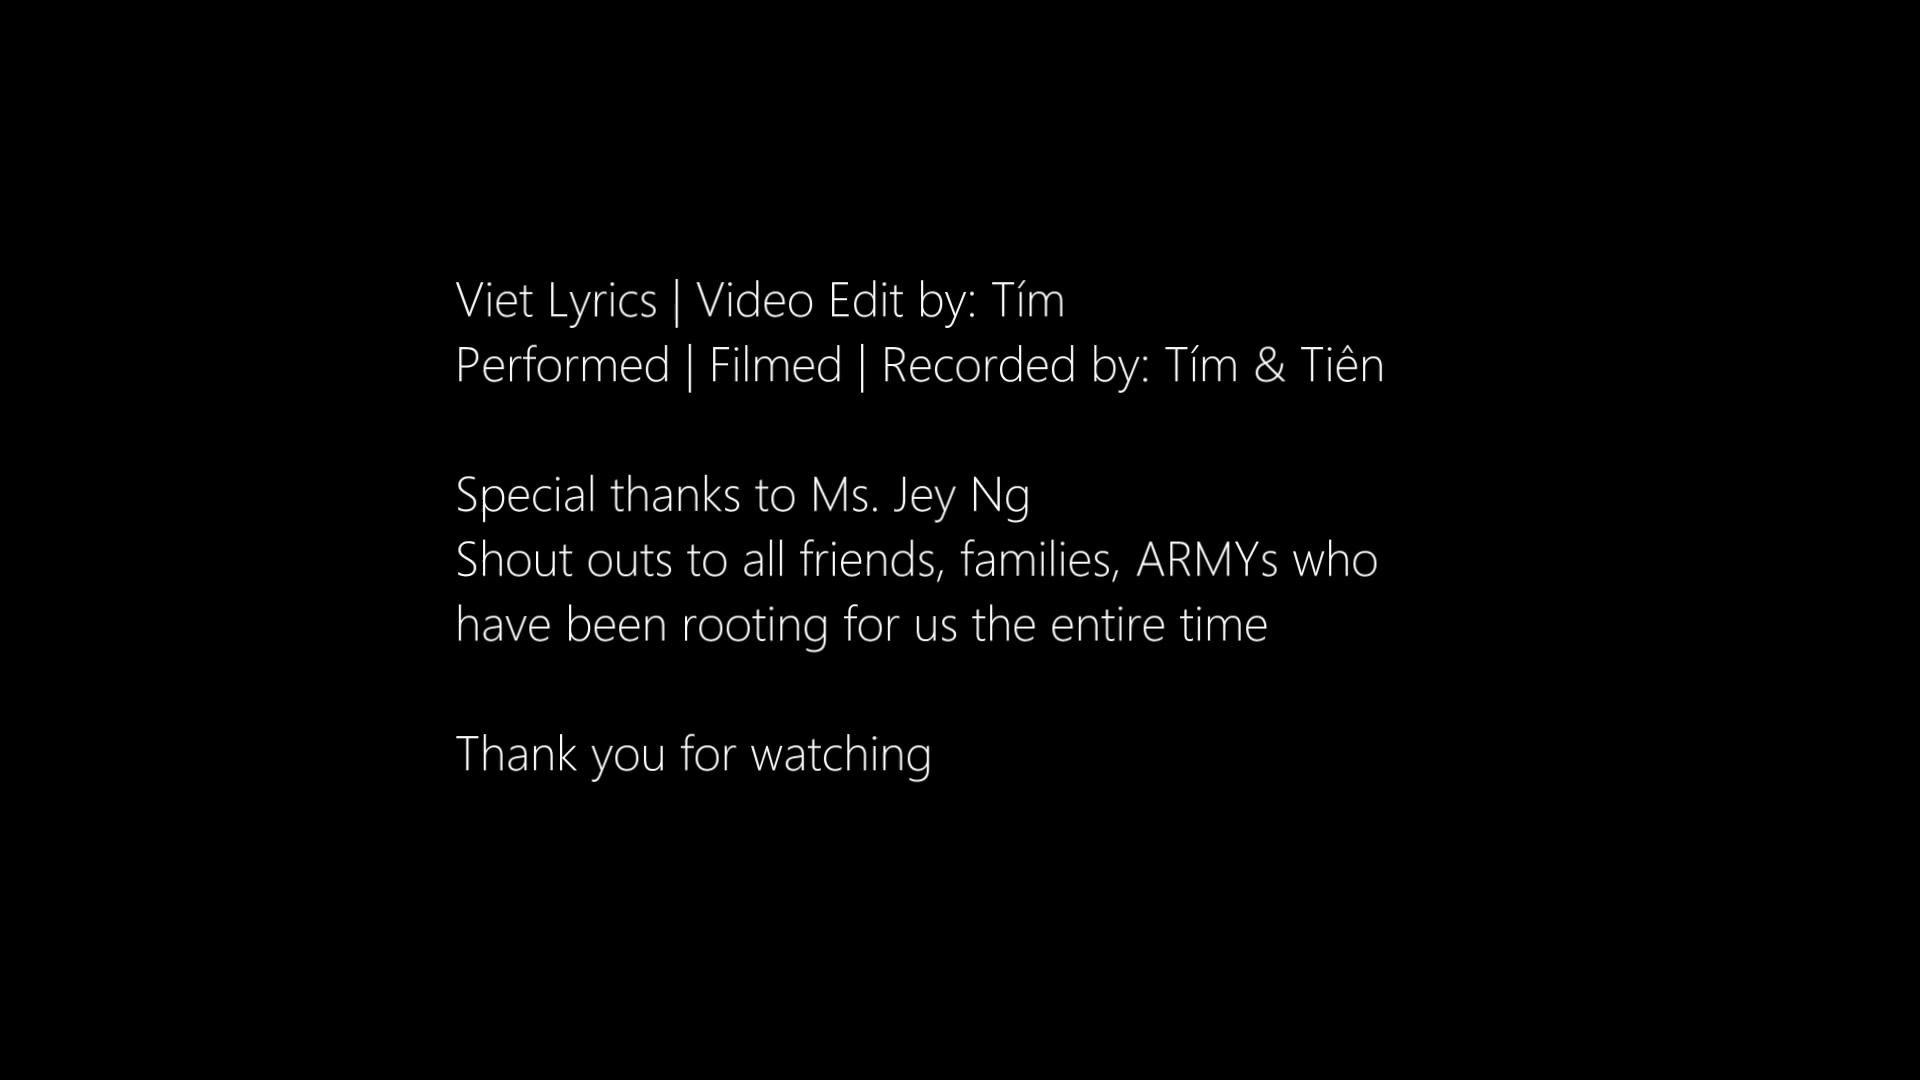 Viet Lyrics | Video Edit by: Tím
Performed | Filmed | Recorded by: Tím & Tiên
Special thanks to Ms. Jey Ng
Shout outs to all friends, families, ARMYs who
have been rooting for us the entire time
Thank you for watching